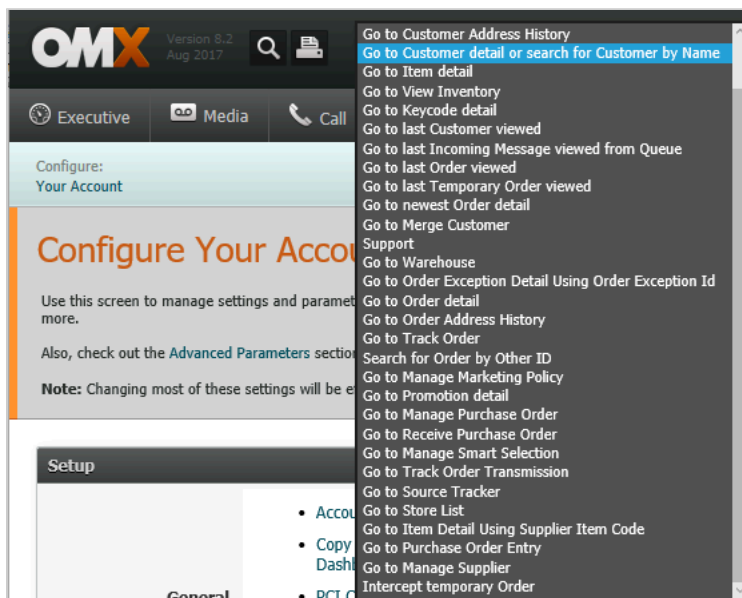 OMX
Version 8.2
Aug 2017
Executive
Media
Call
Configure:
Your Account
Configure Your
Use this screen to manage settings and
more.
Also, check out the Advanced Parameters
Note: Changing most of these settings will be
Setup
Copy
General
Go to Customer Address History
Go to Customer detail or search for Customer by Name
Go to Item detail
Go to View Inventory
Go to Keycode detail
Go to last Customer viewed
Go to last Incoming Message viewed from Queue
Go to last Order viewed
Go to last Temporary Order viewed
Go to newest Order detail
Go to Merge Customer
Support
Go to Warehouse
Go to Order Exception Detail Using Order Exception Id
Go to Order detail
Go to Order Address History
Go to Track Order
Search for Order by Other ID
Go to Manage Marketing Policy
Go to Promotion detail
Go to Manage Purchase Order
Go to Receive Purchase Order
Go to Manage Smart Selection
Go to Track Order Transmission
Go to Source Tracker
Go to Store List
Go to Item Detail Using Supplier Item Code
Go to Purchase Order Entry
Go to Manage Supplier
Intercept temporary Order